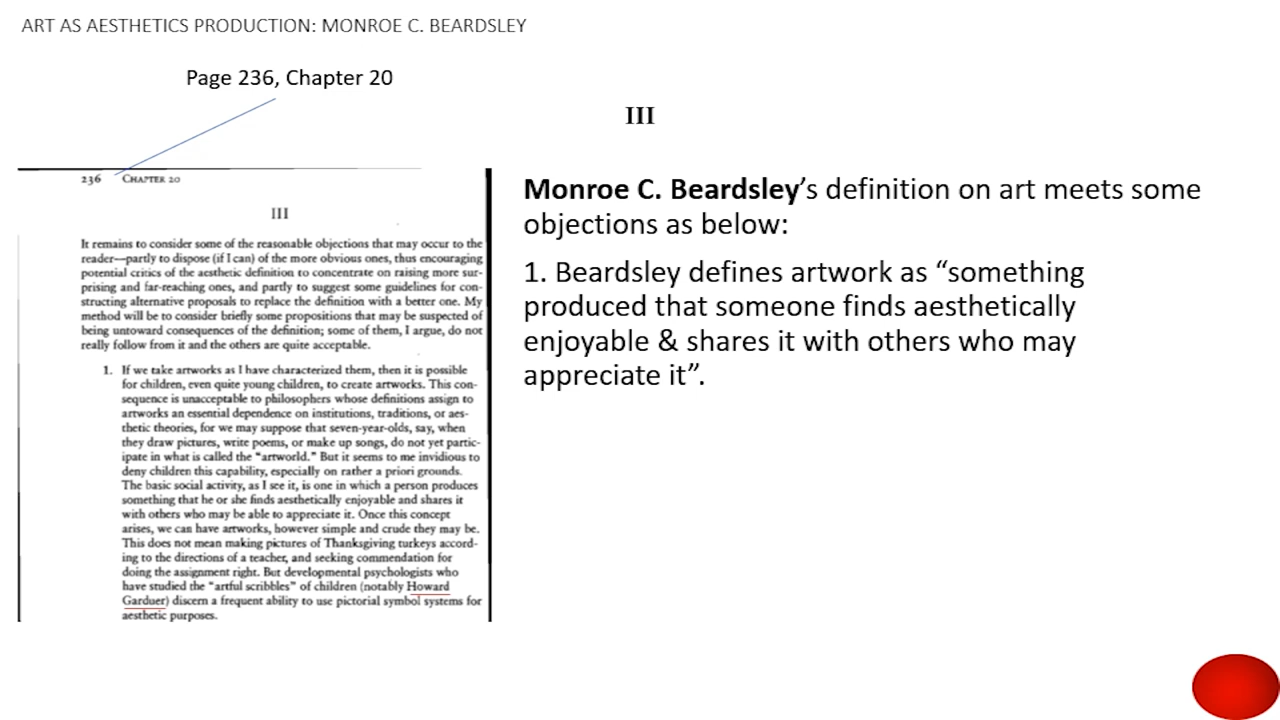 ART AS AESTHETICS PRODUCTION: MONROE C. BEARDSLEY
Page 236, Chapter 20
III
236 CHAPTER 20
III
It remains to consider some of the reasonable objections that may occur to the
reader—partly to dispose (if I can) of the more obvious ones, thus encouraging
potential critics of the aesthetic definition to concentrate on raising more sur-
prising and far-reaching ones, and partly to suggest some guidelines for con-
structing alternative proposals to replace the definition with a better one. My
method will be to consider briefly some propositions that may be suspected of
being untoward consequences of the definition; some of them, I argue, do not
really follow from it and the others are quite acceptable.
1. If we take artworks as I have characterized them, then it is possible
for children, even quite young children, to create artworks. This con-
sequence is unacceptable to philosophers whose definitions assign to
artworks an essential dependence on institutions, traditions, or aes-
thetic theories, for we may suppose that seven-year-olds, say, when
they draw pictures, write poems, or make up songs, do not yet partic-
ipate in what is called the "artworld." But it seems to me invidious to
deny children this capability, especially on rather a priori grounds.
The basic social activity, as I see it, is one in which a person produces
something that he or she finds aesthetically enjoyable and shares it
with others who may be able to appreciate it. Once this concept
arises, we can have artworks, however simple and crude they may be.
This does not mean making pictures of Thanksgiving turkeys accord-
ing to the directions of a teacher, and seeking commendation for
doing the assignment right. But developmental psychologists who
have studied the "artful scribbles" of children (notably Howard
Garduer) discern a frequent ability to use pictorial symbol systems for
aesthetic purposes.
Monroe C. Beardsley's definition on art meets some
objections as below:
1. Beardsley defines artwork as "something
produced that someone finds aesthetically
enjoyable & shares it with others who may
appreciate it".